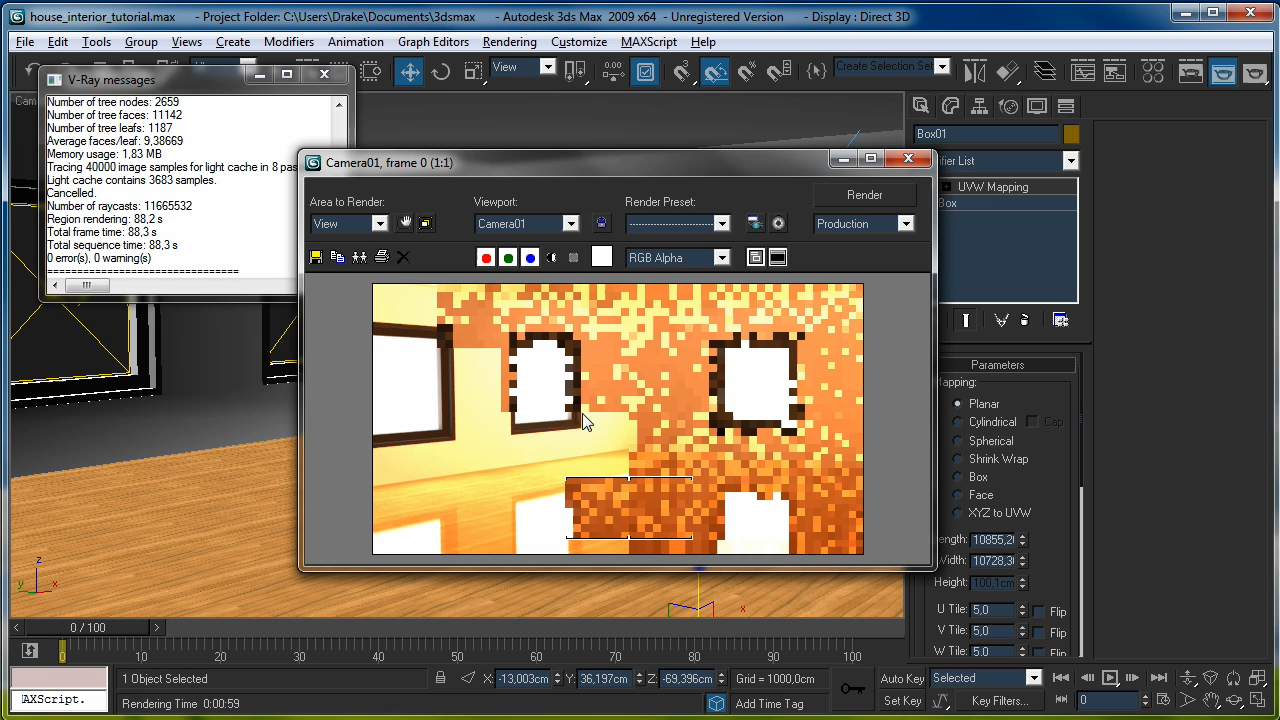 house_interior_tutorial.max - Project Folder: C:\Users\Drake\Documents\3dsmax - Autodesk 3ds Max 2009 x64 - Unregistered Version - Display : Direct 3D
File Edit Tools Group Views Create Modifiers Animation Graph Editors Rendering Customize MAXScript Help
View
Create Selection Set
V-Ray messages
Number of tree nodes: 2659
Number of tree faces: 11142
Number of tree leafs: 1187
Average faces/leaf: 9,38669
Memory usage: 1,83 MB
Tracing 40000 image samples for light cache in 8 pas
Light cache contains 3683 samples.
Cancelled.
Number of raycasts: 11665532
Region rendering: 88,2 s
Total frame time: 88,3 s
Total sequence time: 88,3 s
0 error(s), 0 warning(s)
===============================
Cam
Camera01, frame 0 (1:1)
Render
Area to Render:
Viewport:
Render Preset:
View
Camera01
Production
RGB Alpha
Box01
ifier List
UVW Mapping
Box
Parameters
Mapping:
Planar
Cylindrical Cap
Spherical
Shrink Wrap
Box
Face
XYZ to UVW
ength: 10855,2
Width: 10728,3
Height: 100,1cm
U Tile: 5,0 Flip
V Tile: 5,0 Flip
W Tile: 5,0 Flip
z
y
x
x
0 / 100
0 10 20 30 40 50 60 70 80 90 100
1 Object Selected
X: -13,003cm Y: 36,197cm Z: -69,396cm Grid = 1000,0cm
Auto Key Selected
AXScript.
Rendering Time 0:00:59
Add Time Tag
Set Key Key Filters... 0